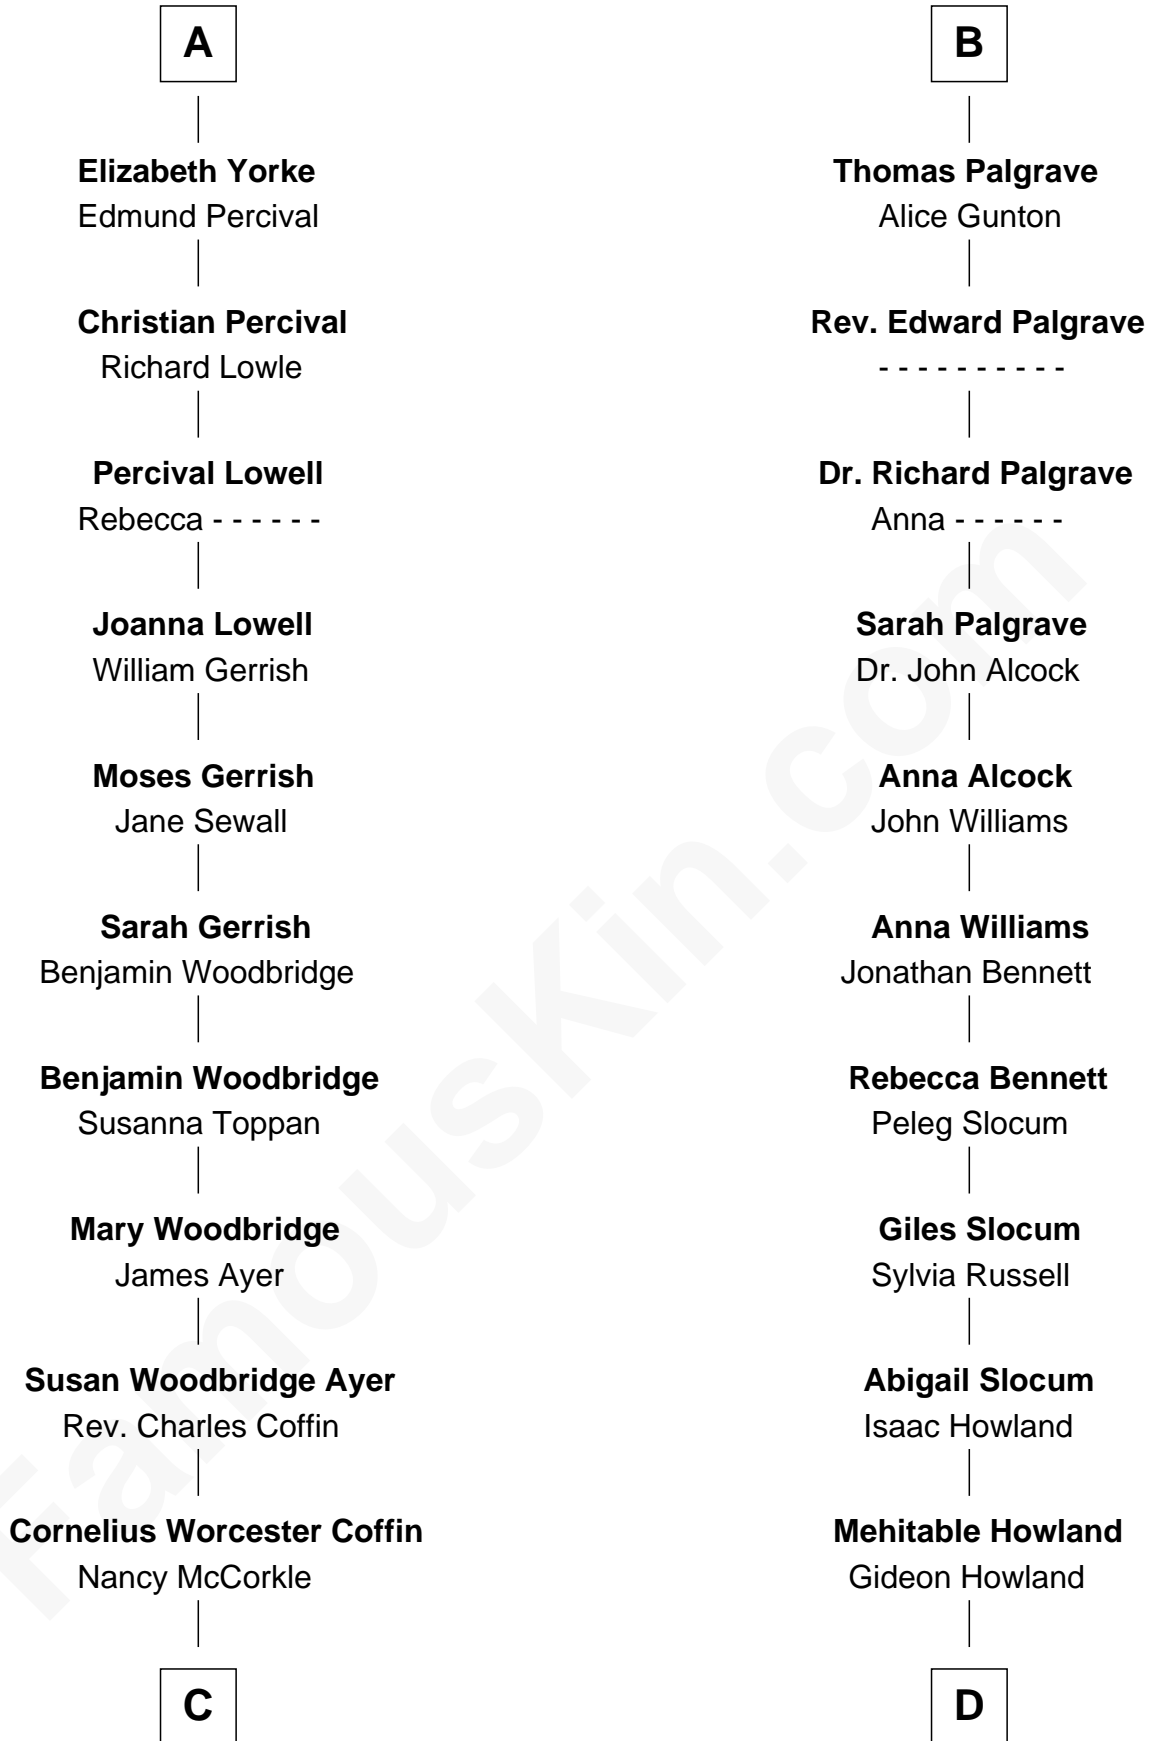 A
Elizabeth Yorke
Edmund Percival
Christian Percival
Richard Lowle
Percival Lowell
Rebecca - - - - - -
Joanna Lowell
William Gerrish
Moses Gerrish
Jane Sewall
Sarah Gerrish
Benjamin Woodbridge
Benjamin Woodbridge
Susanna Toppan
Mary Woodbridge
James Ayer
Susan Woodbridge Ayer
Rev. Charles Coffin
Cornelius Worcester Coffin
Nancy McCorkle
C
B
Thomas Palgrave
Alice Gunton
Rev. Edward Palgrave
- - - - - - - - - -
Dr. Richard Palgrave
Anna - - - - - -
Sarah Palgrave
Dr. John Alcock
Anna Alcock
John Williams
Anna Williams
Jonathan Bennett
Rebecca Bennett
Peleg Slocum
Giles Slocum
Sylvia Russell
Abigail Slocum
Isaac Howland
Mehitable Howland
Gideon Howland
D
FamousKin.com